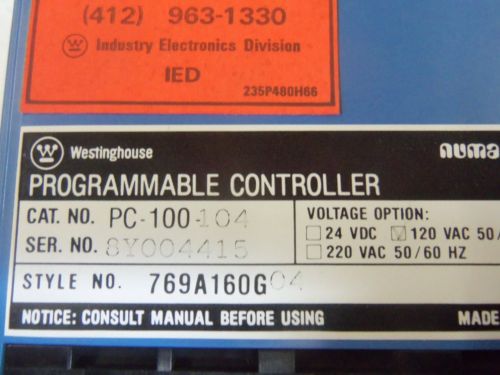 (412) 963-1330
Industry Electronics Division
IED
235P480H66
Westinghouse
PROGRAMMABLE CONTROLLER
CAT. NO. PC-100-104
SER. NO. 8Y004415
VOLTAGE OPTION:
24 VDC 120 VAC 50/
220 VAC 50/60 HZ
STYLE NO. 769A160G04
NOTICE: CONSULT MANUAL BEFORE USING
MADE